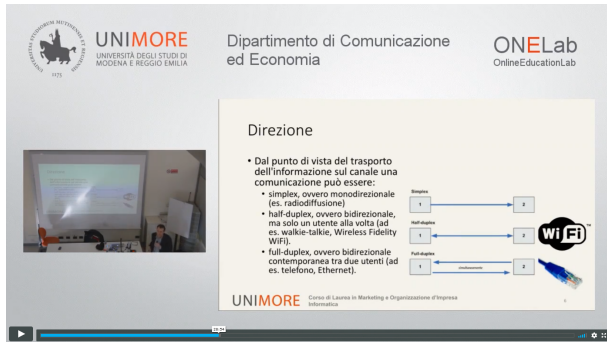 UNIMORE
UNIVERSITÀ DEGLI STUDI DI
MODENA E REGGIO EMILIA
1175
Dipartimento di Comunicazione
ed Economia
ONELab
OnlineEducationLab
Direzione
• Dal punto di vista del trasporto
dell'informazione sul canale una
comunicazione può essere:
• simplex, ovvero monodirezionale
(es. radiodiffusione)
• half-duplex, ovvero bidirezionale,
ma solo un utente alla volta (ad
es. walkie-talkie, Wireless Fidelity
WiFi).
• full-duplex, ovvero bidirezionale
contemporanea tra due utenti (ad
es. telefono, Ethernet).
Simplex
1 2
Half-duplex
1 2
Wi Fi
Full-duplex
1 2
UNIMORE
Corso di Laurea in Marketing e Organizzazione d'Impresa
Informatica